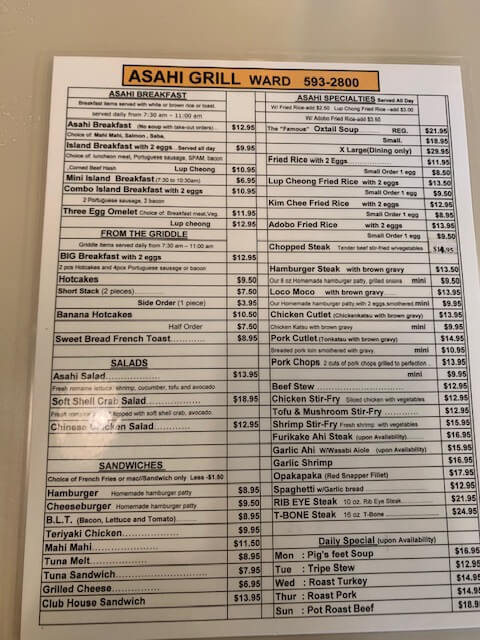 ASAHI GRILL WARD 593-2800
ASAHI BREAKFAST
Breakfast items served with white or brown rice or toast.
served daily from 7:30 am – 11:00 am
Asahi Breakfast (No soup with take-out orders)... $12.95
Choice of: Mahi Mahi, Salmon, Saba,
Island Breakfast with 2 eggs ..Served all day $9.95
Choice of: luncheon meat, Portuguese sausage, SPAM, bacon
,Corned Beef Hash Lup Cheong $10.95
Mini Island Breakfast (7:30 to 10:30am) $6.95
Combo Island Breakfast with 2 eggs $10.95
2 Portuguese sausage, 2 bacon
Three Egg Omelet Choice of: Breakfast meat,Veg. $11.95
Lup cheong $12.95
FROM THE GRIDDLE
Griddle items served daily from 7:30 am – 11:00 am
BIG Breakfast with 2 eggs $12.95
2 pcs Hotcakes and 4pcs Portuguese sausage or bacon
Hotcakes $9.50
Short Stack (2 pieces)...... $7.50
Side Order (1 piece) $3.95
Banana Hotcakes $10.50
Half Order $7.50
Sweet Bread French Toast............ $8.95
SALADS
Asahi Salad................ $13.95
Fresh romaine lettuce, shrimp, cucumber, tofu and avocado.
Soft Shell Crab Salad.............. $18.95
Fresh romaine topped with soft shell crab, avocado.
Chinese Chicken Salad $12.95
SANDWICHES
Choice of French Fries or mac//Sandwich only Less -$1.50
Hamburger Homemade hamburger patty $8.95
Cheeseburger Homemade hamburger patty $9.50
B.L.T. (Bacon, Lettuce and Tomato)... $8.95
Teriyaki Chicken.................. $9.95
Mahi Mahi....................... $11.50
Tuna Melt....................... $8.95
Tuna Sandwich.................. $7.95
Grilled Cheese.................. $6.95
Club House Sandwich $13.95
ASAHI SPECIALTIES Served All Day
W/ Fried Rice-add $2.50 Lup Chong Fried Rice –add $3.00
W/ Adobo Fried Rice-add $3.50
The "Famous" Oxtail Soup REG. $21.95
Small. $18.95
X Large(Dining only) $29.95
Fried Rice with 2 Eggs $11.95
Small Order 1 egg $8.50
Lup Cheong Fried Rice with 2 eggs $13.50
Small Order 1 egg $9.50
Kim Chee Fried Rice with 2 eggs $12.95
Small Order 1 egg $8.95
Adobo Fried Rice with 2 eggs $13.95
Small Order 1 egg $9.50
Chopped Steak Tender beef stir-fried w/vegetables .95
Hamburger Steak with brown gravy $13.50
Our 8 oz Homemade hamburger patty, grilled onions mini $9.50
Loco Moco with brown gravy.............. $13.95
Our Homemade hamburger patty with 2 eggs.smothered mini $9.95
Chicken Cutlet (Chickenkatsu with brown gravy) $13.95
Chicken Katsu with brown gravy mini $9.95
Pork Cutlet (Tonkatsu with brown gravy) $14.95
Breaded pork loin smothered with gravy. mini $10.95
Pork Chops 2 cuts of pork chops grilled to perfection... $13.95
mini $9.95
Beef Stew ....................... $12.95
Chicken Stir-Fry Sliced chicken with vegetables $12.95
Tofu & Mushroom Stir-Fry .............. $12.95
Shrimp Stir-Fry Fresh shrimp with vegetables $15.95
Furikake Ahi Steak (upon Availability) $16.95
Garlic Ahi W/Wasabi Aiole (upon Availability) $15.95
Garlic Shrimp $16.95
Opakapaka (Red Snapper Fillet) $17.95
Spaghetti w/Garlic bread $12.95
RIB EYE Steak 10 oz. Rib Eye Steak....... $21.95
T-BONE Steak 16 oz T-Bone........... $24.95
Daily Special (upon Availability)
Mon : Pig's feet Soup $16.95
Tue : Tripe Stew $12.95
Wed : Roast Turkey $14.95
Thur : Roast Pork $14.95
Sun : Pot Roast Beef $18.9